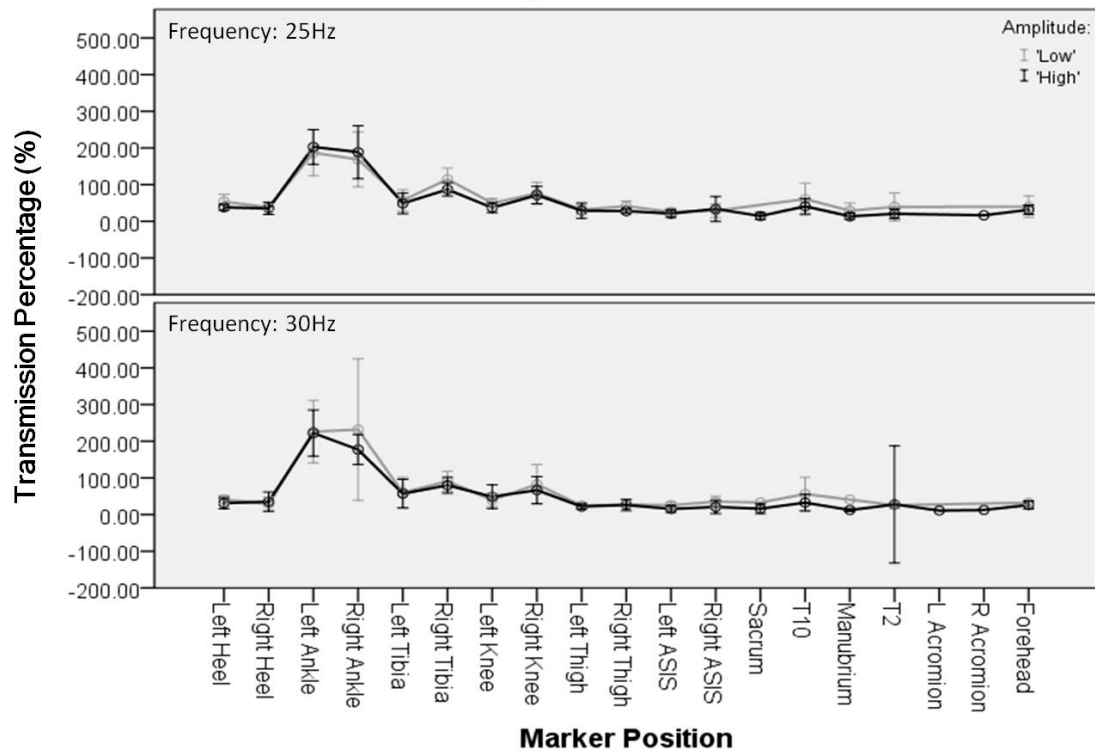 Frequency: 25Hz
Amplitude:
'Low'
'High'
500.00
400.00
300.00
200.00
100.00
0.00
-100.00
-200.00
Transmission Percentage (%)
Frequency: 30Hz
500.00
400.00
300.00
200.00
100.00
0.00
-100.00
-200.00
Left Heel
Right Heel
Left Ankle
Right Ankle
Left Tibia
Right Tibia
Left Knee
Right Knee
Left Thigh
Right Thigh
Left ASIS
Right ASIS
Sacrum
T10
Manubrium
T2
L Acromion
R Acromion
Forehead
Marker Position